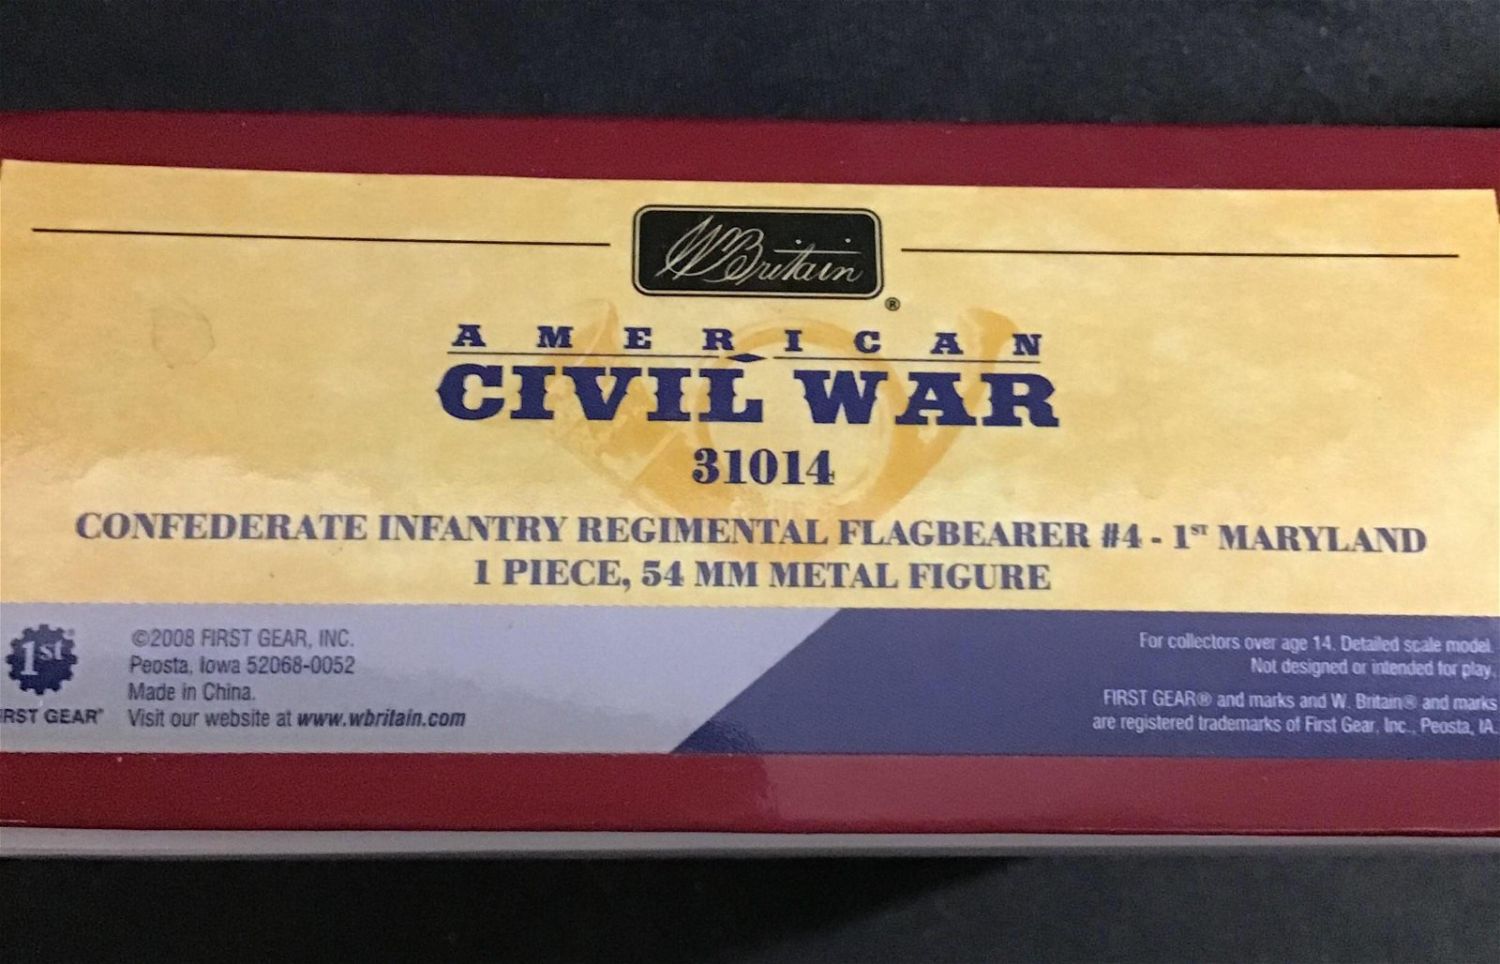 W Britain
®
AMERICAN
CIVIL WAR
31014
CONFEDERATE INFANTRY REGIMENTAL FLAGBEARER #4 - 1ST MARYLAND
1 PIECE, 54 MM METAL FIGURE
1st
RST GEAR®
©2008 FIRST GEAR, INC.
Peosta, Iowa 52068-0052
Made in China.
Visit our website at www.wbritain.com
For collectors over age 14. Detailed scale model.
Not designed or intended for play.
FIRST GEAR® and marks and W. Britain® and marks
are registered trademarks of First Gear, Inc., Peosta, IA.